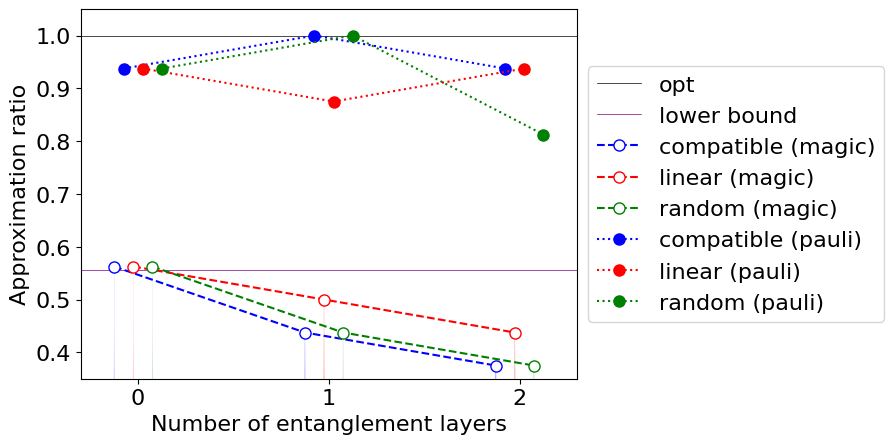 1.0
0.9
0.8
0.7
0.6
0.5
0.4
Approximation ratio
0
1
2
Number of entanglement layers
opt
lower bound
compatible (magic)
linear (magic)
random (magic)
compatible (pauli)
linear (pauli)
random (pauli)